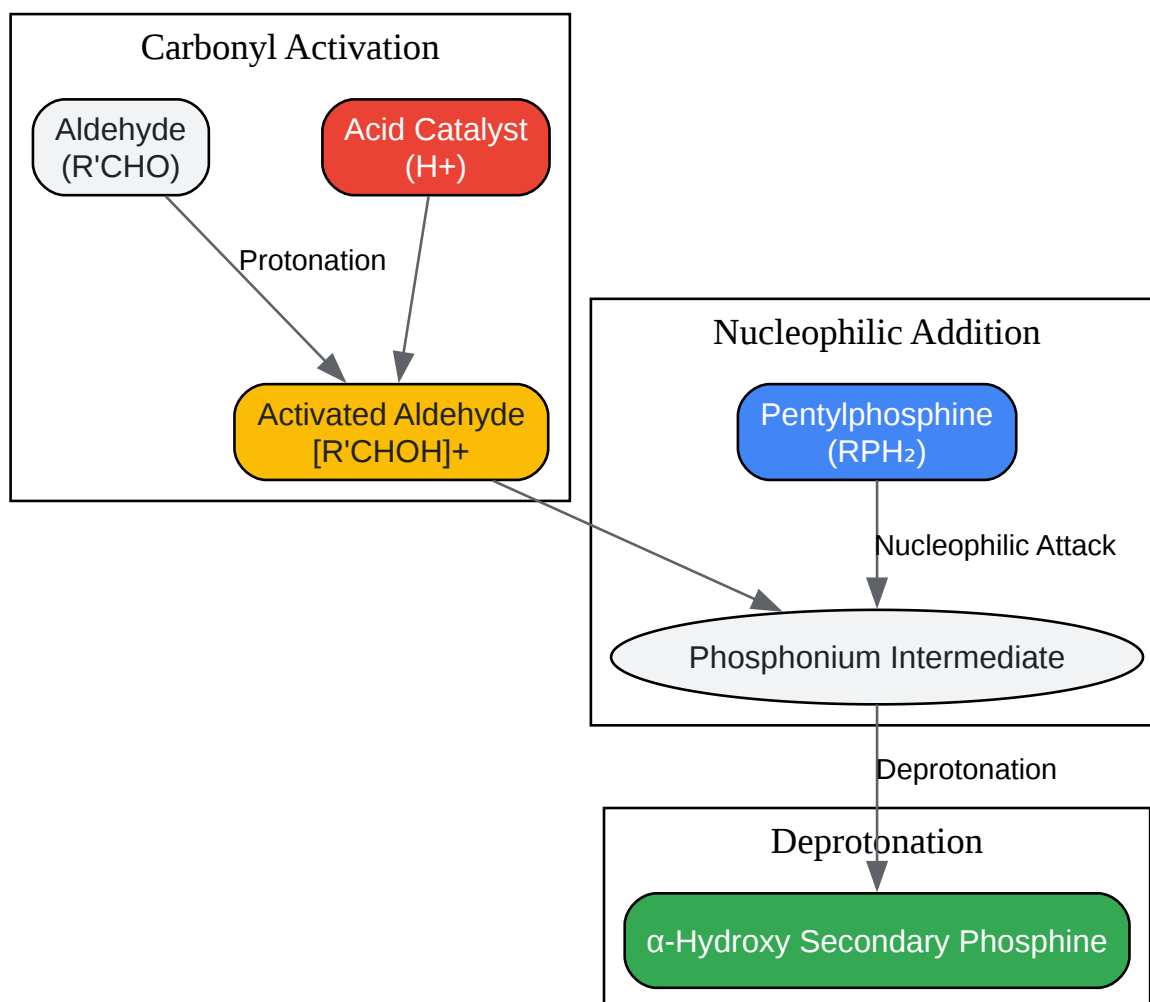 Carbonyl Activation
Aldehyde
(R'CHO)
Acid Catalyst
(H+)
Protonation
Activated Aldehyde
[R'CHOH]+
Nucleophilic Addition
Pentylphosphine
(RPH₂)
Nucleophilic Attack
Phosphonium Intermediate
Deprotonation
Deprotonation
α-Hydroxy Secondary Phosphine